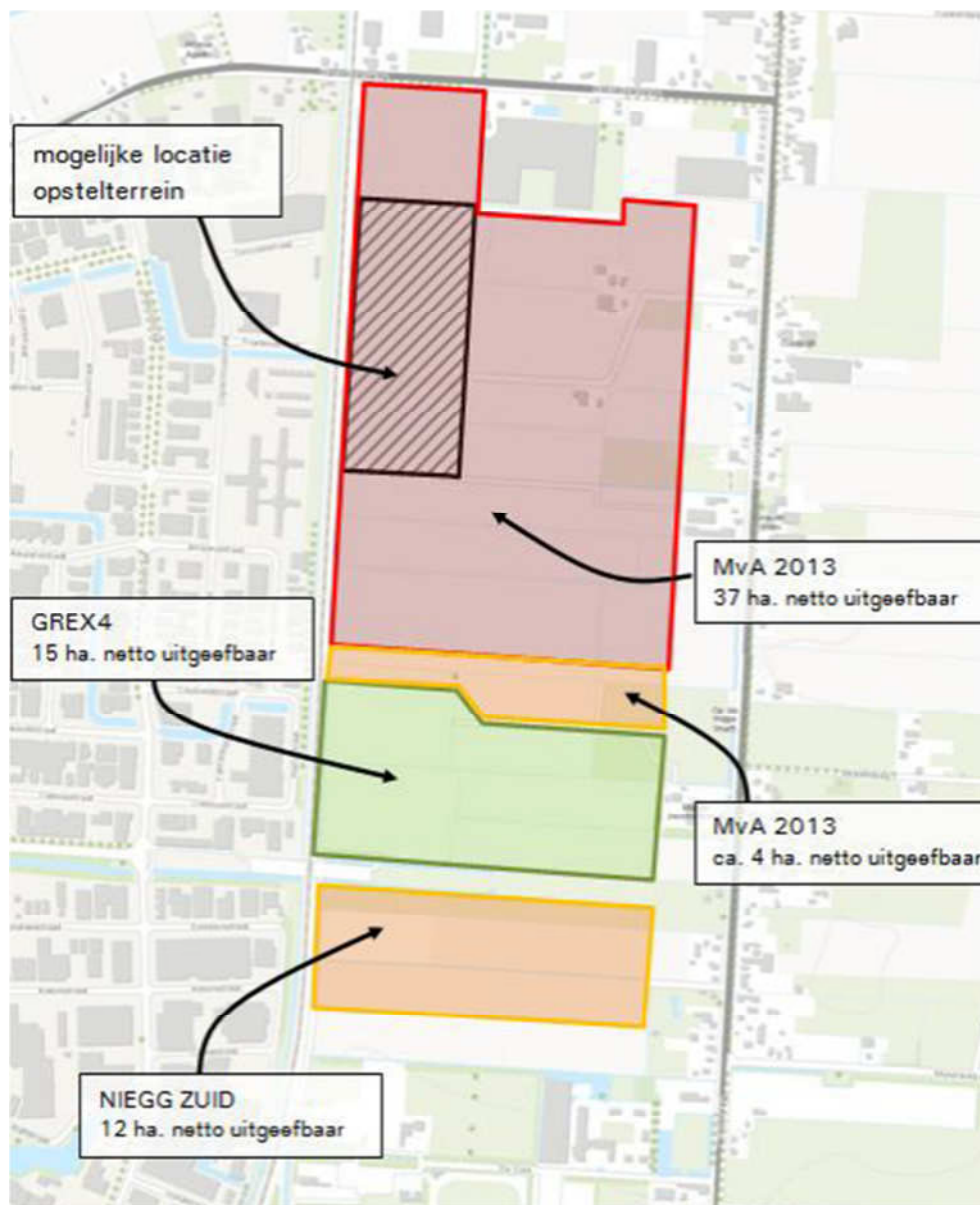 mogelijke locatie
opstelterrein
MvA 2013
37 ha. netto uitgeefbaar
GREX4
15 ha. netto uitgeefbaar
MvA 2013
ca. 4 ha. netto uitgeefbaar
NIEGG ZUID
12 ha. netto uitgeefbaar